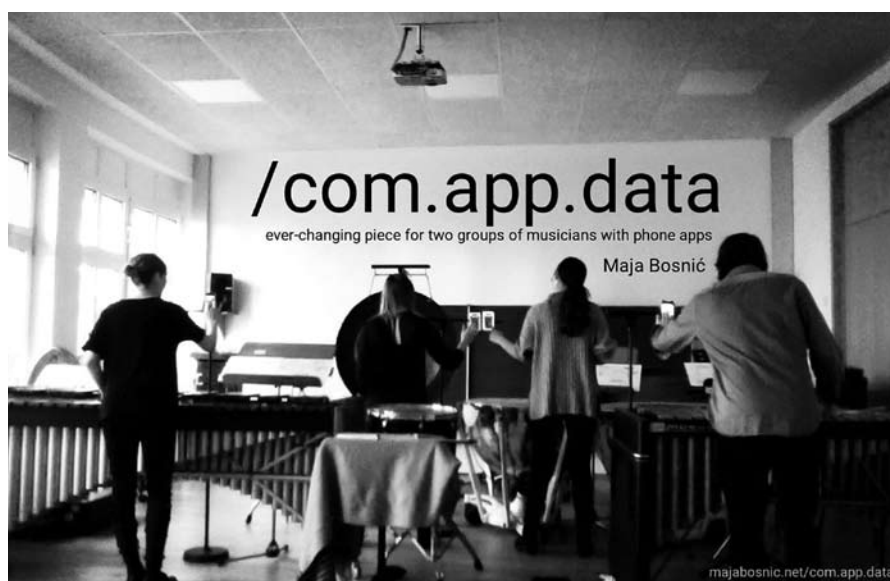 /com.app.data
ever-changing piece for two groups of musicians with phone apps
Maja Bosnić
majabosnic.net/com.app.data